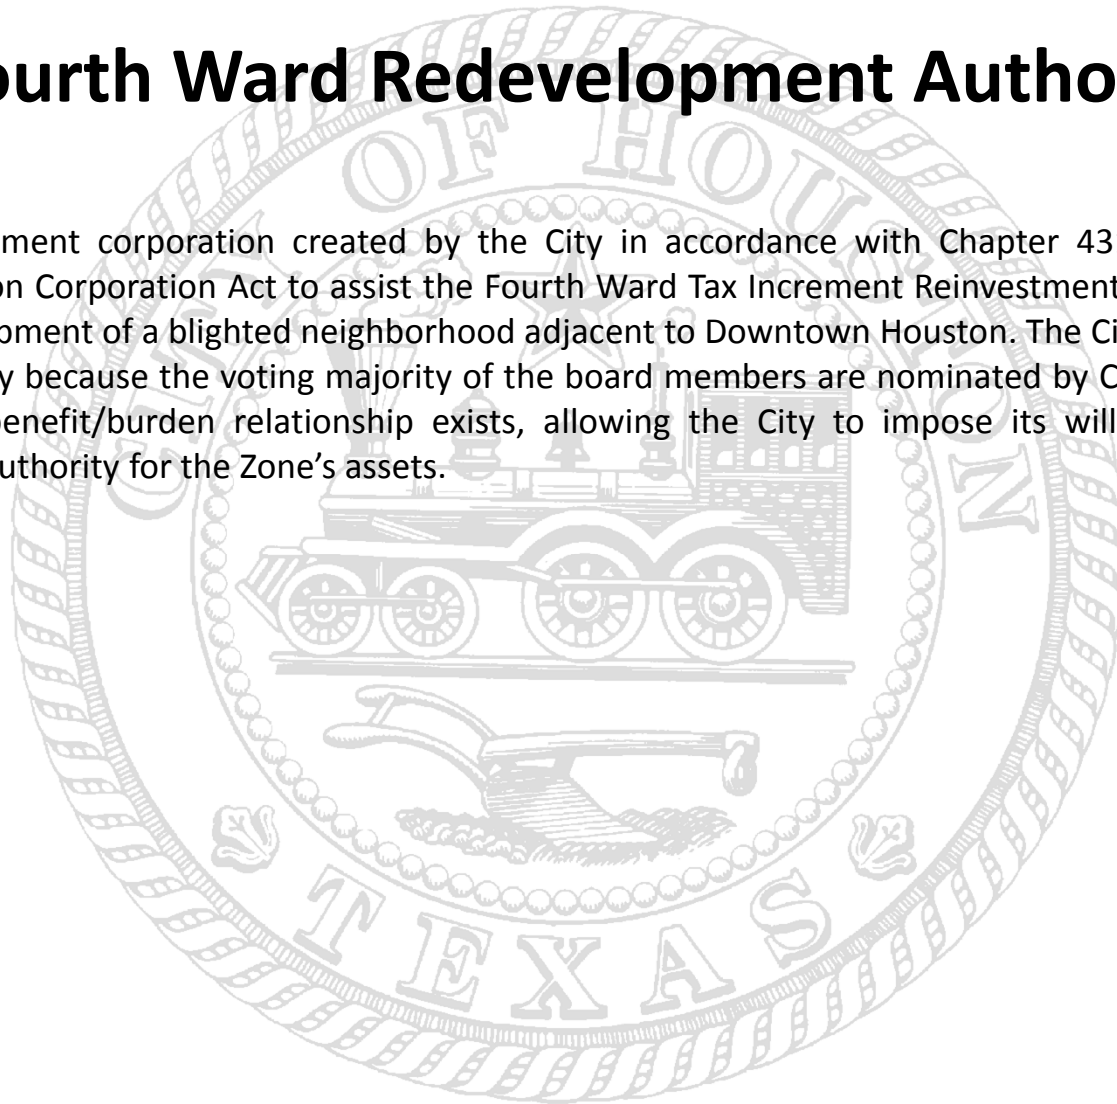 ourth Ward Redevelopment Autho
ment corporation created by the City in accordance with Chapter 43
on Corporation Act to assist the Fourth Ward Tax Increment Reinvestment
pment of a blighted neighborhood adjacent to Downtown Houston. The Ci
y because the voting majority of the board members are nominated by C
benefit/burden relationship exists, allowing the City to impose its will
uthority for the Zone’s assets.
CITY OF HOUSTON
TEXAS